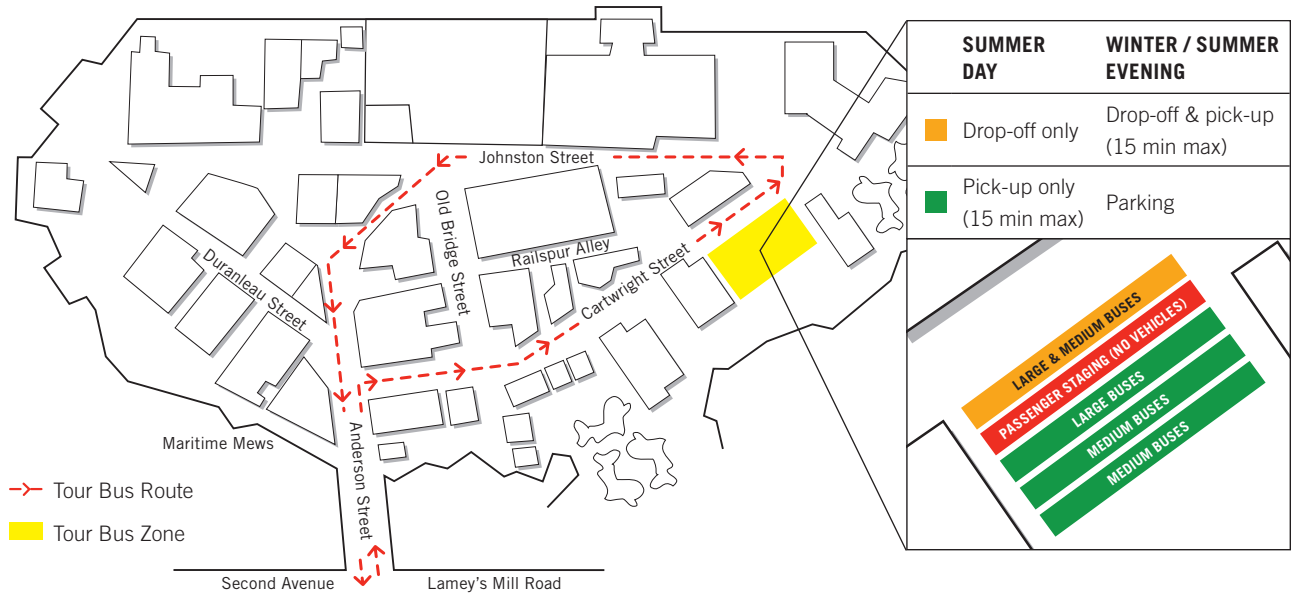 Johnston Street
Old Bridge Street
Railspur Alley
Duranleau Street
Cartwright Street
Maritime Mews
Anderson Street
Tour Bus Route
Tour Bus Zone
Second Avenue
Lamey's Mill Road
SUMMER
DAY
WINTER / SUMMER
EVENING
Drop-off only
Drop-off & pick-up
(15 min max)
Pick-up only
(15 min max)
Parking
LARGE & MEDIUM BUSES
PASSENGER STAGING (NO VEHICLES)
LARGE BUSES
MEDIUM BUSES
MEDIUM BUSES